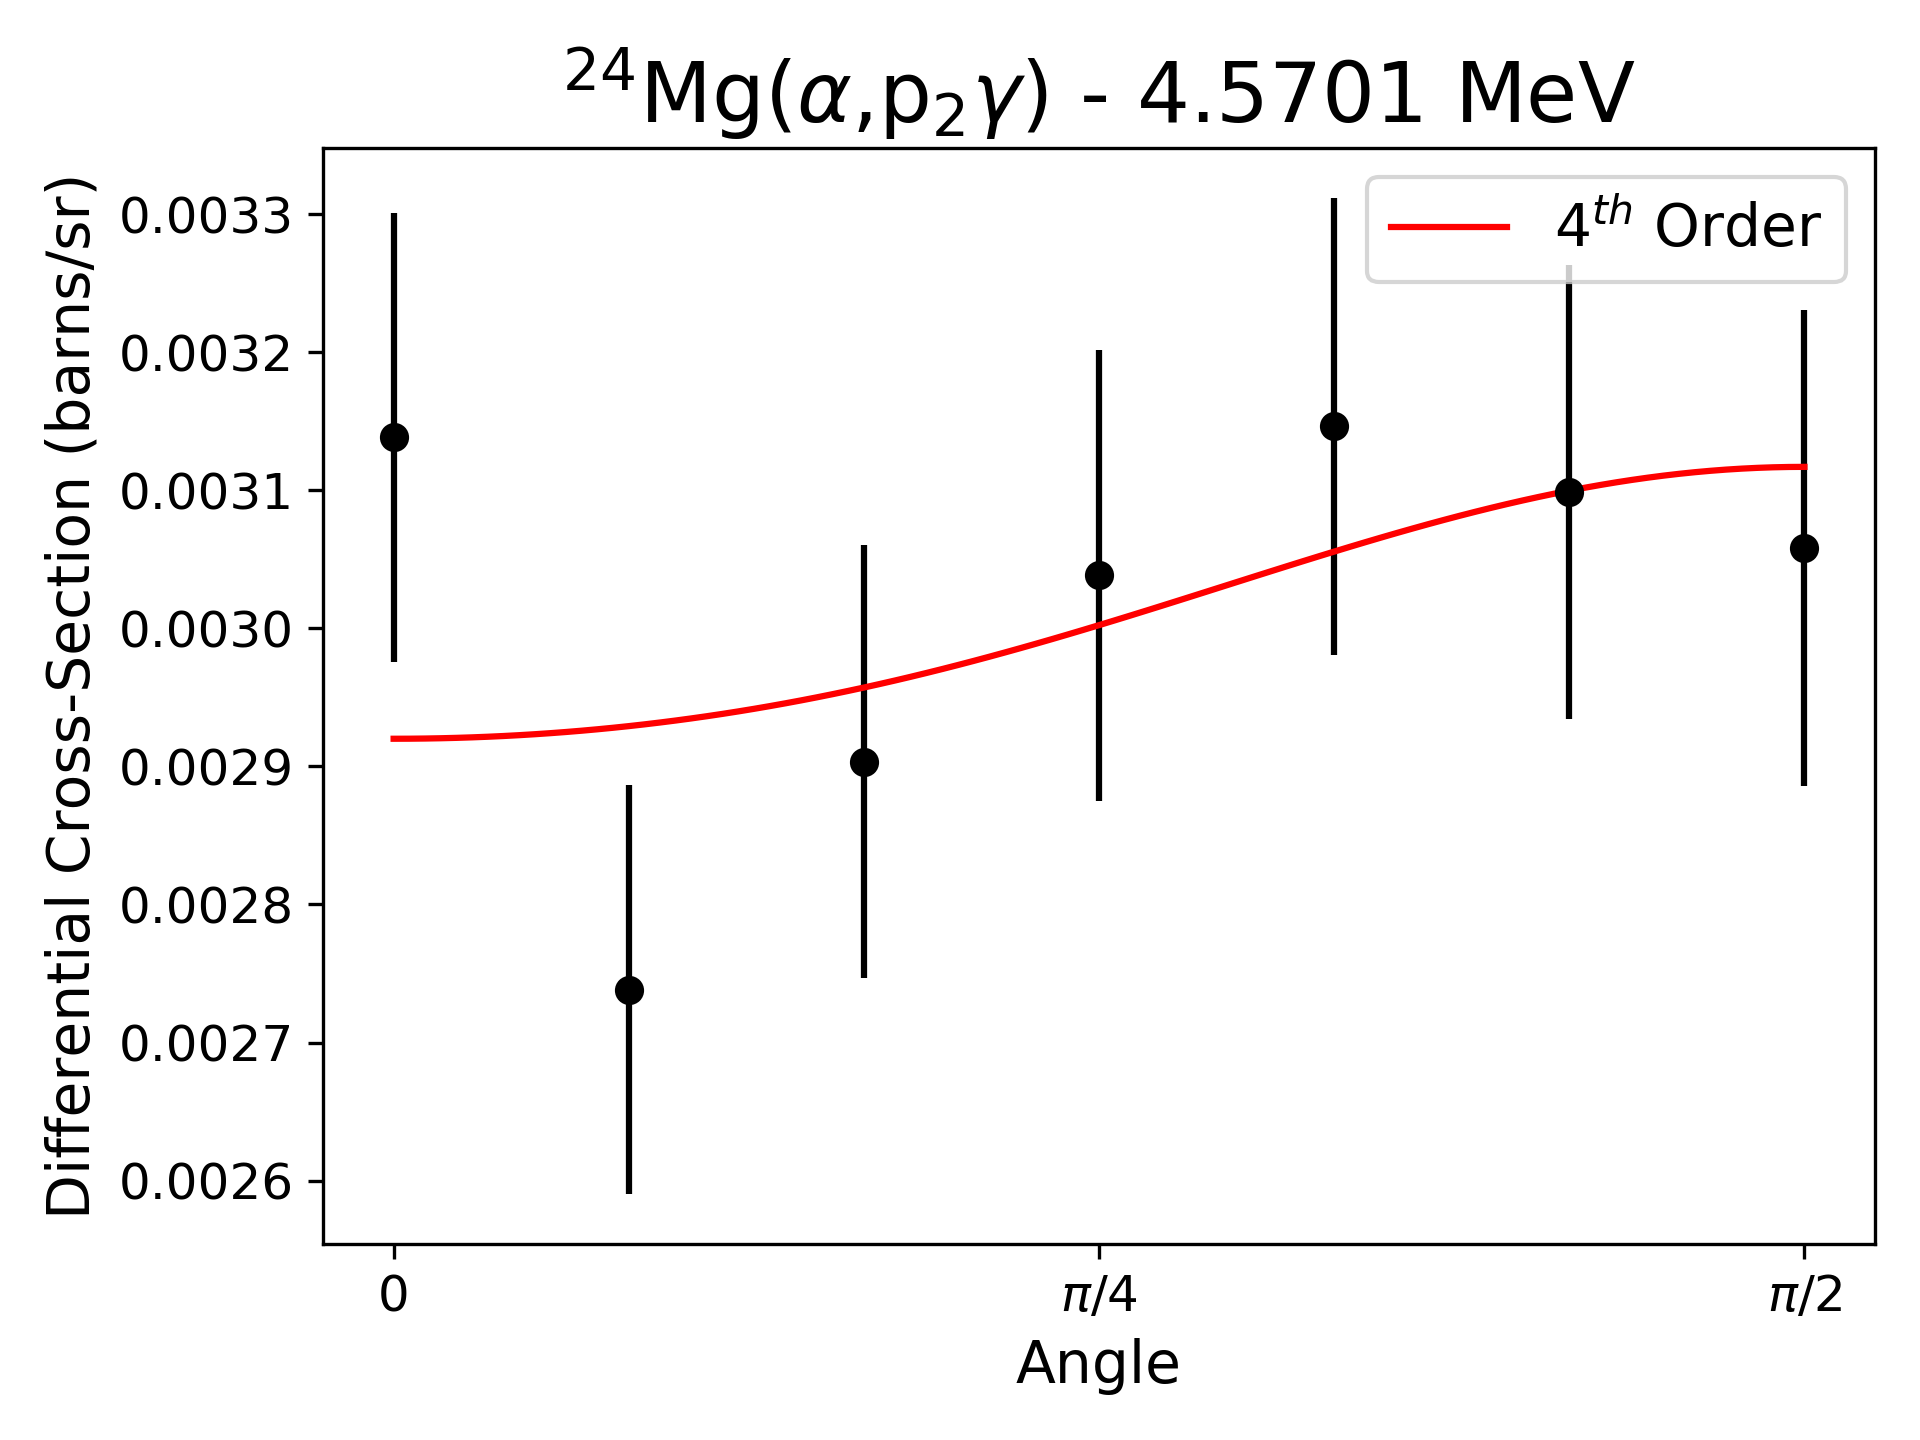 ²⁴Mg(α,p₂γ) - 4.5701 MeV
4ᵗʰ Order
Differential Cross-Section (barns/sr)
0.0033
0.0032
0.0031
0.0030
0.0029
0.0028
0.0027
0.0026
0 π/4 π/2
Angle